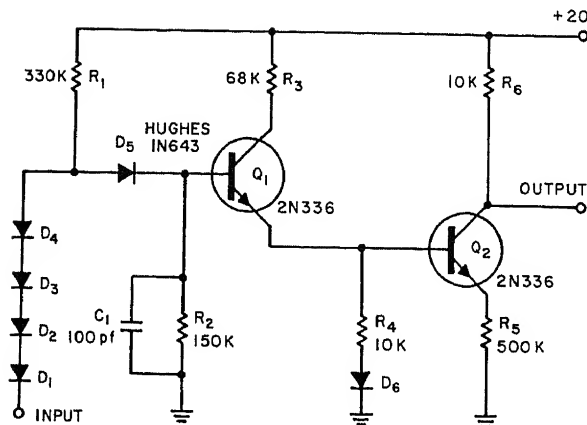 +20
330K R1
68K R3
10K R6
D5
HUGHES
IN643
Q1
2N336
OUTPUT
D4
Q2
2N336
D3
C1
100pf
R2
150K
R4
10K
R5
500K
D2
D1
D6
INPUT